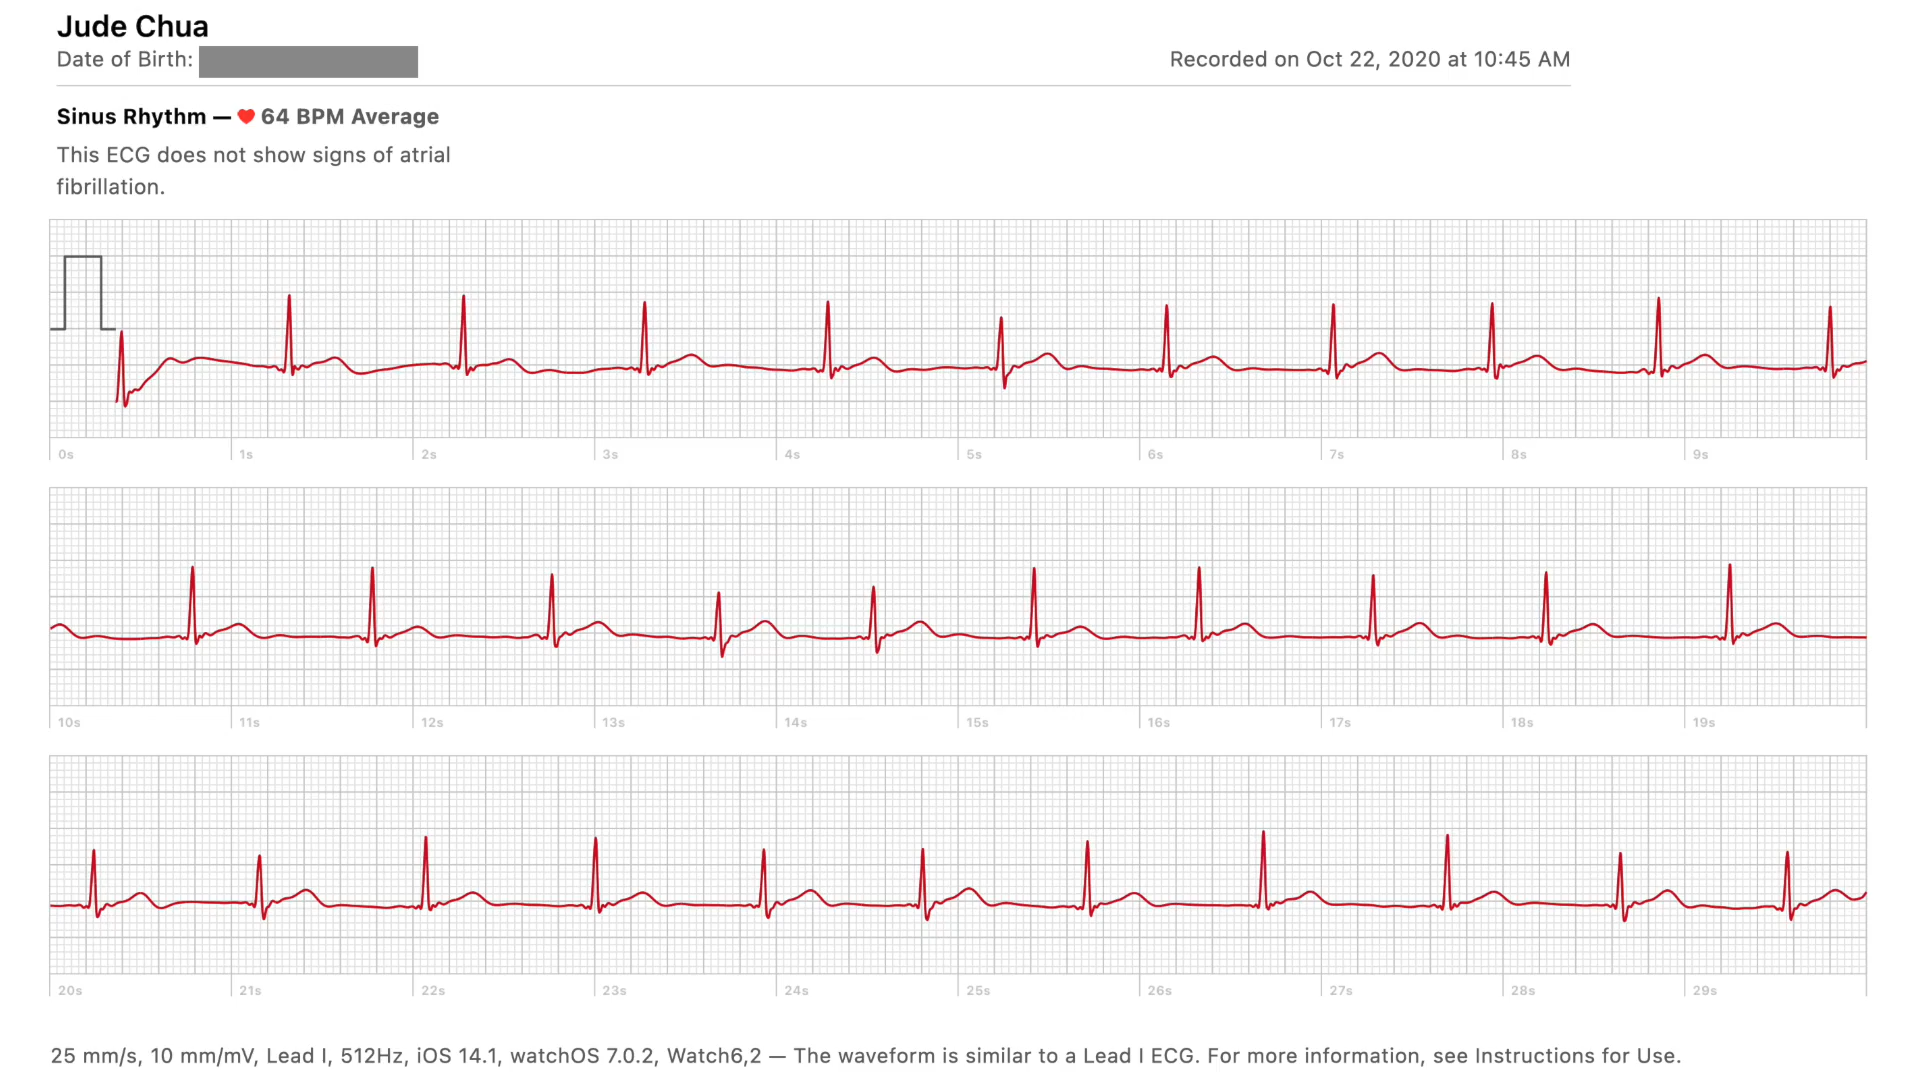 Jude Chua
Date of Birth:
Recorded on Oct 22, 2020 at 10:45 AM
Sinus Rhythm — ❤️ 64 BPM Average
This ECG does not show signs of atrial
fibrillation.
0s 1s 2s 3s 4s 5s 6s 7s 8s 9s
10s 11s 12s 13s 14s 15s 16s 17s 18s 19s
20s 21s 22s 23s 24s 25s 26s 27s 28s 29s
25 mm/s, 10 mm/mV, Lead I, 512Hz, iOS 14.1, watchOS 7.0.2, Watch6,2 — The waveform is similar to a Lead I ECG. For more information, see Instructions for Use.